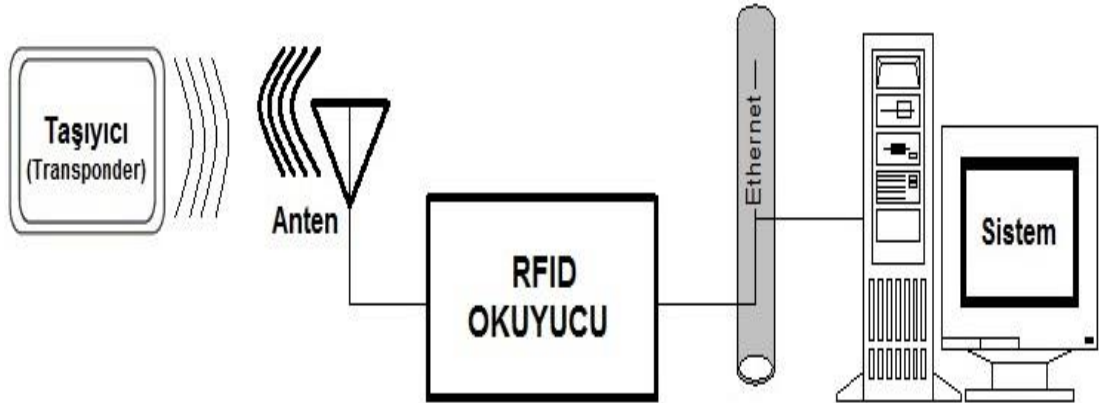 Taşıyıcı
(Transponder)
Anten
RFID
OKUYUCU
Ethernet
Sistem